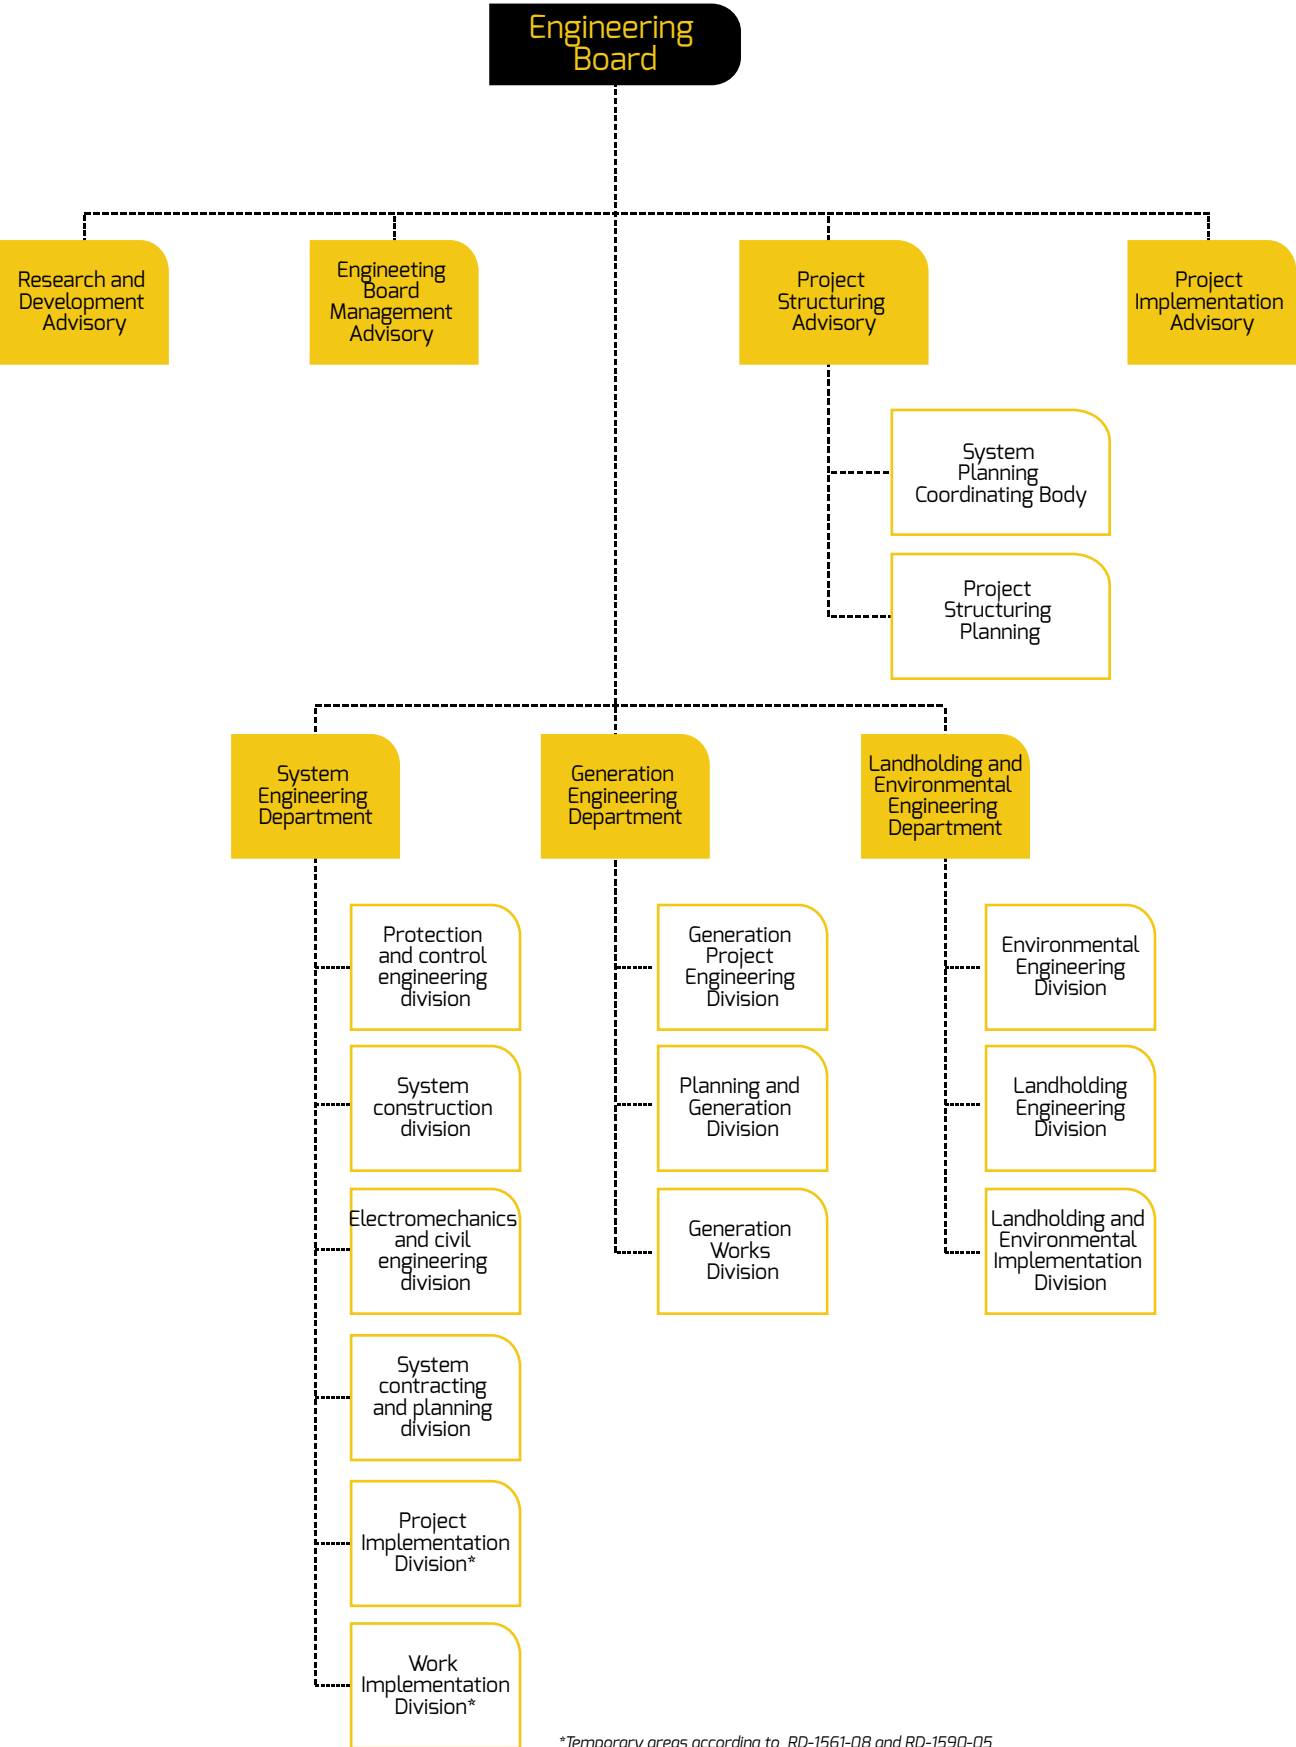 Engineering
Board
Research and
Development
Advisory
Engineeting
Board
Management
Advisory
Project
Structuring
Advisory
Project
Implementation
Advisory
System
Planning
Coordinating Body
Project
Structuring
Planning
System
Engineering
Department
Generation
Engineering
Department
Landholding and
Environmental
Engineering
Department
Protection
and control
engineering
division
Generation
Project
Engineering
Division
Environmental
Engineering
Division
System
construction
division
Planning and
Generation
Division
Landholding
Engineering
Division
Electromechanics
and civil
engineering
division
Generation
Works
Division
Landholding and
Environmental
Implementation
Division
System
contracting
and planning
division
Project
Implementation
Division*
Work
Implementation
Division*
*Temporary areas according to RD-1561-08 and RD-1590-05